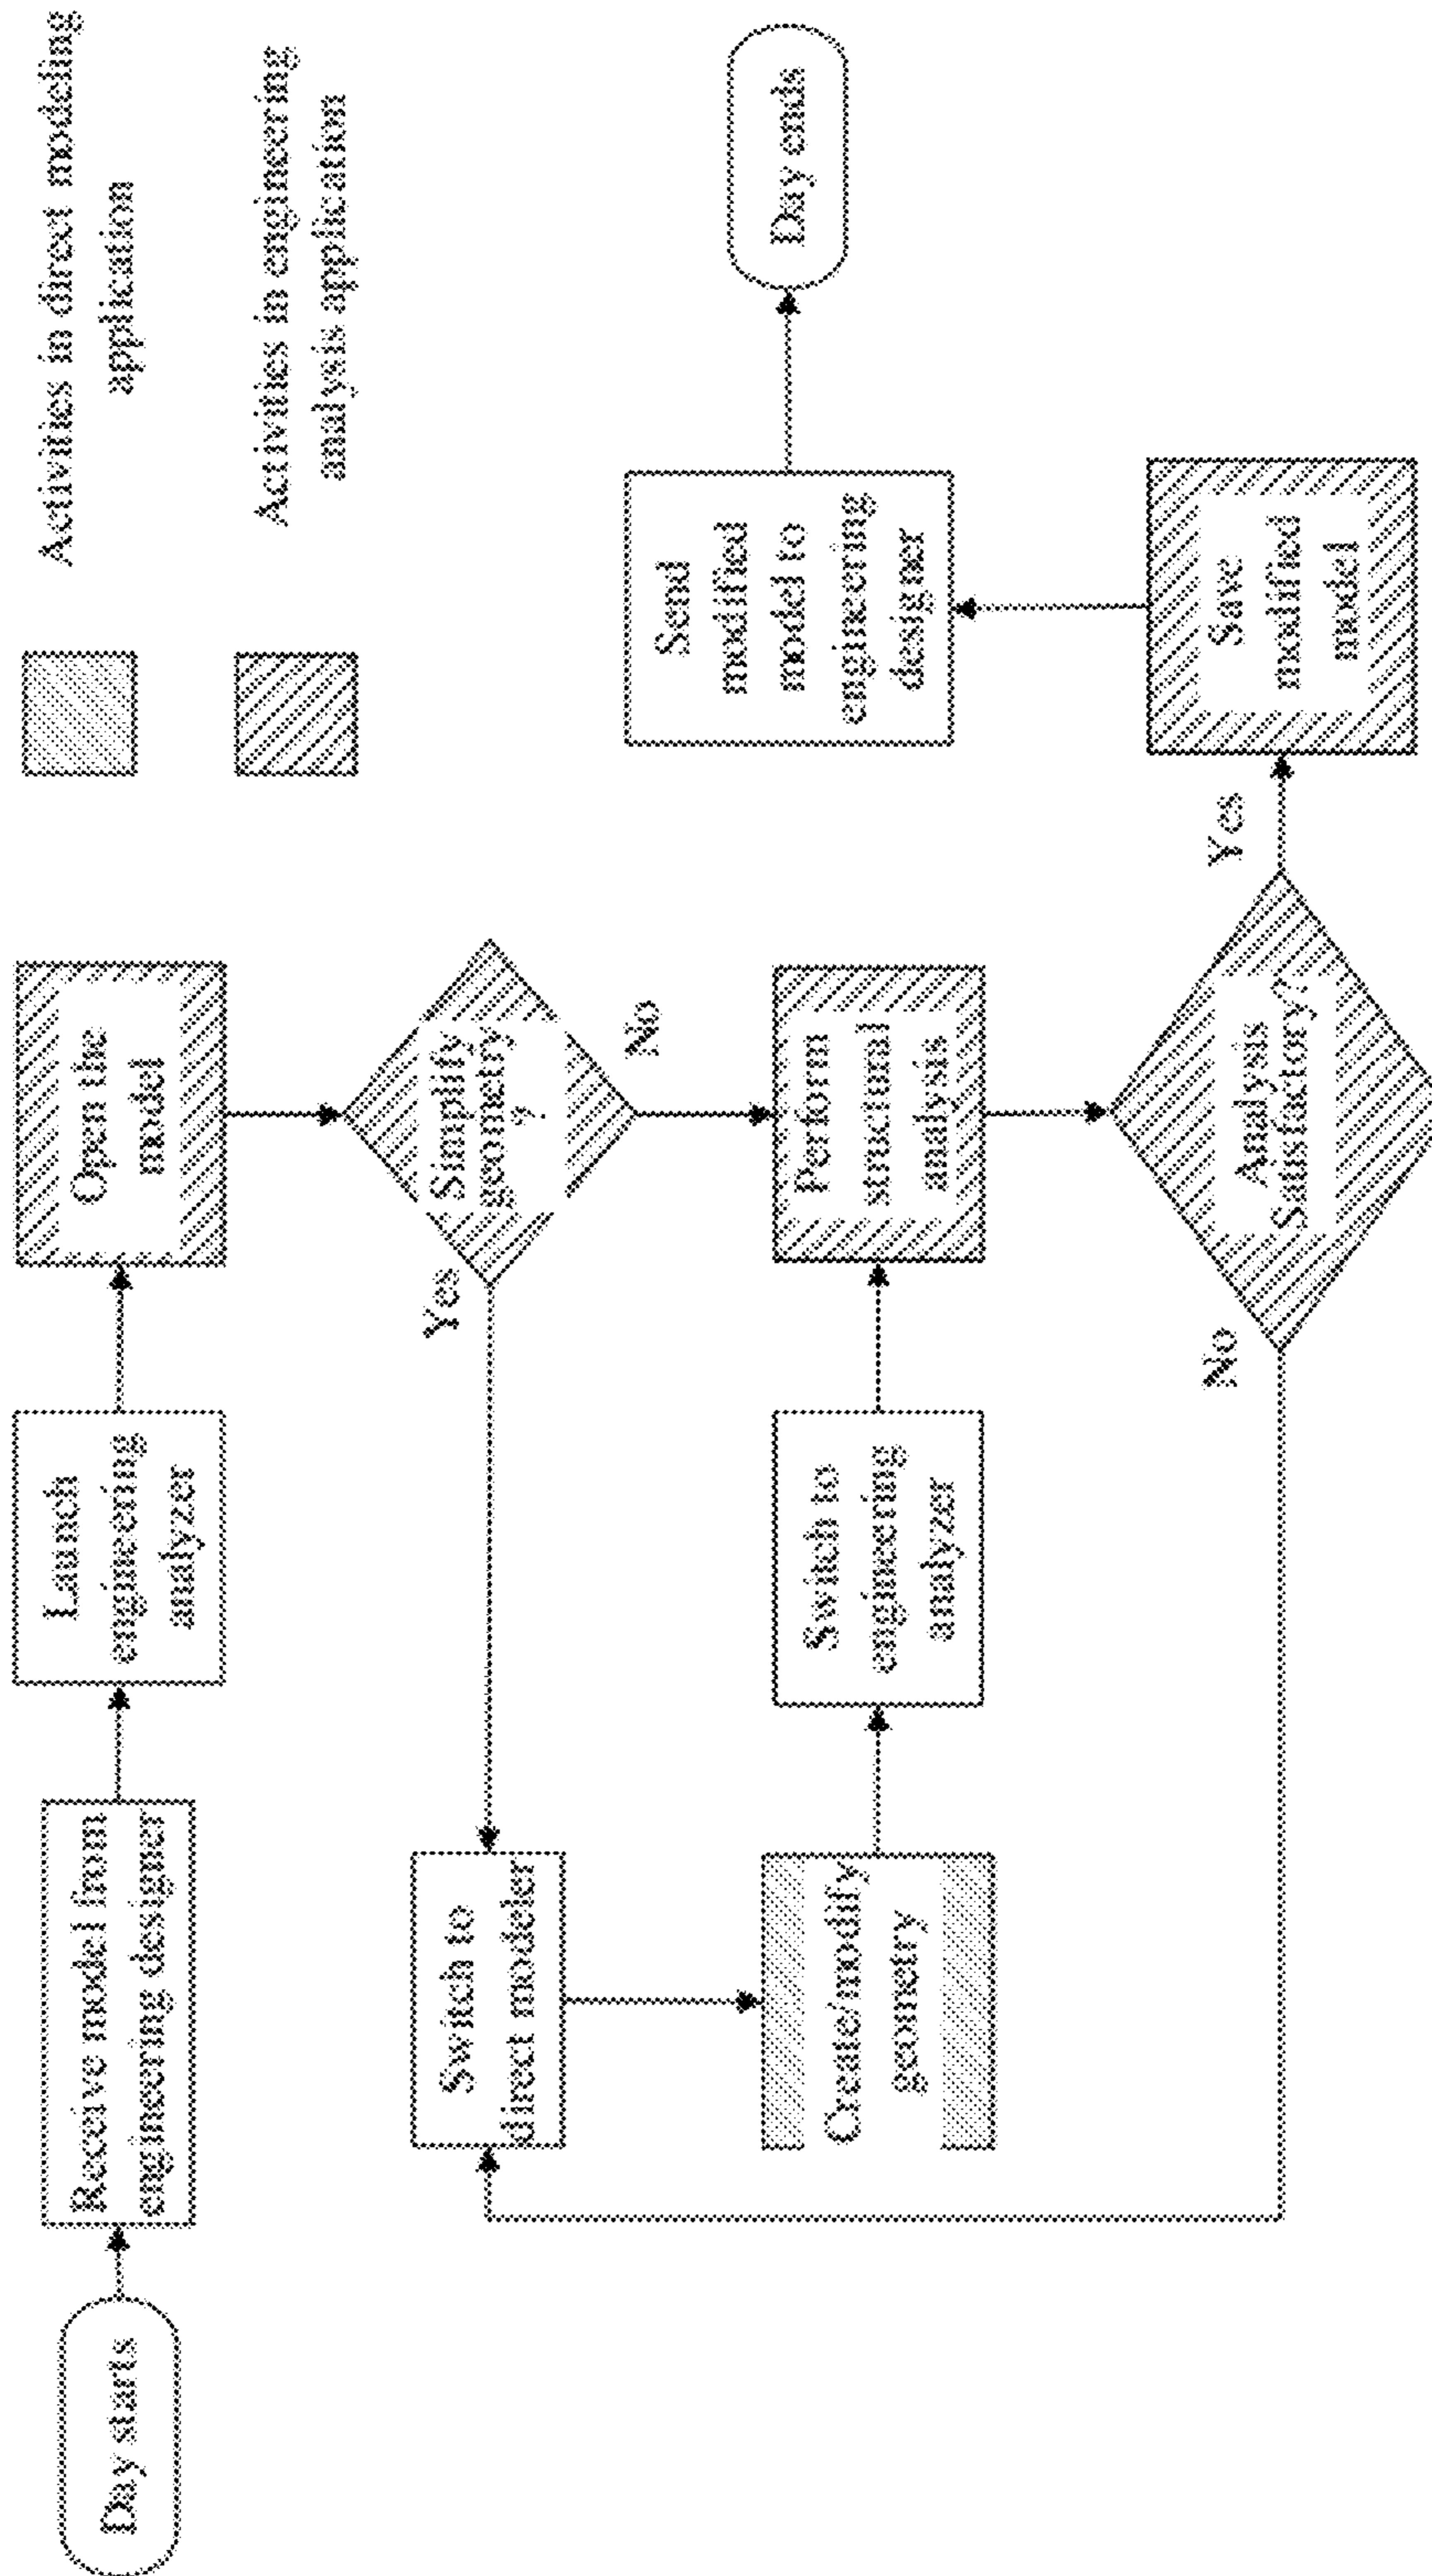 Activities in direct modeling
application
Activities in engineering
analysis application
Day starts
Receive model from
engineering designer
Launch
engineering
analyzer
Open the
model
Simplify
geometry
?
Yes
No
Switch to
direct modeler
Create/modify
geometry
Switch to
engineering
analyzer
Perform
structural
analysis
Analysis
Satisfactory?
No
Yes
Save
modified
model
Send
modified
model to
engineering
designer
Day ends